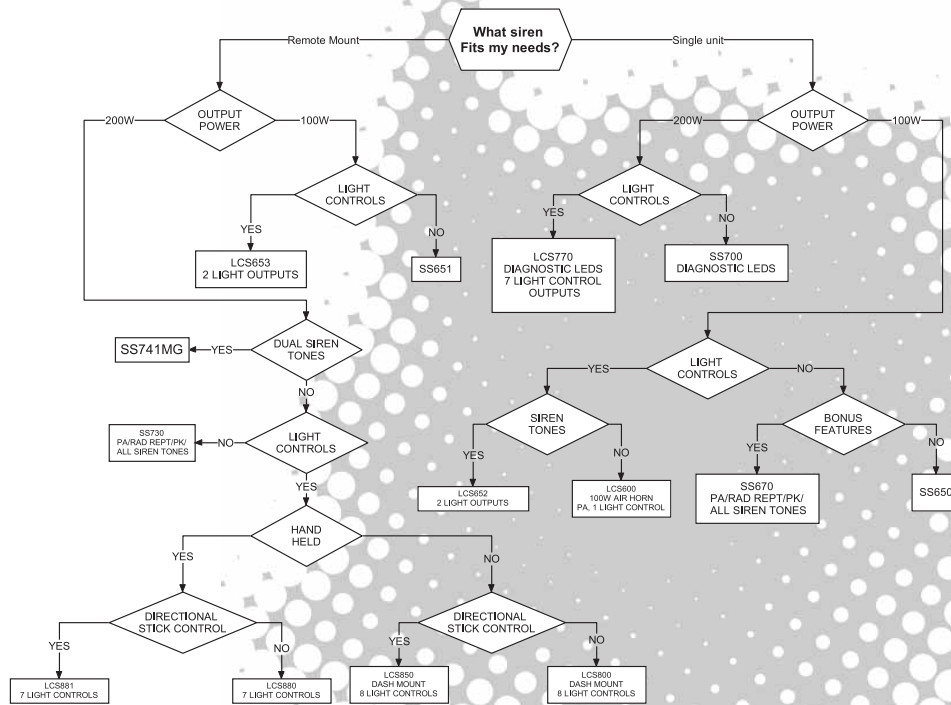 What siren
Fits my needs?
Remote Mount
Single unit
OUTPUT
POWER
200W
100W
OUTPUT
POWER
200W
100W
LIGHT
CONTROLS
YES
NO
LCS653
2 LIGHT OUTPUTS
SS651
LIGHT
CONTROLS
YES
NO
LCS770
DIAGNOSTIC LEDS
7 LIGHT CONTROL
OUTPUTS
SS700
DIAGNOSTIC LEDS
DUAL SIREN
TONES
YES
SS741MG
NO
LIGHT
CONTROLS
NO
SS730
PA/RAD REPT/PK/
ALL SIREN TONES
YES
LIGHT
CONTROLS
YES
NO
SIREN
TONES
YES
NO
LCS652
2 LIGHT OUTPUTS
LCS600
100W AIR HORN
PA, 1 LIGHT CONTROL
BONUS
FEATURES
YES
NO
SS670
PA/RAD REPT/PK/
ALL SIREN TONES
SS650
HAND
HELD
YES
NO
DIRECTIONAL
STICK CONTROL
YES
NO
LCS881
7 LIGHT CONTROLS
LCS880
7 LIGHT CONTROLS
DIRECTIONAL
STICK CONTROL
YES
NO
LCS850
DASH MOUNT
8 LIGHT CONTROLS
LCS800
DASH MOUNT
8 LIGHT CONTROLS